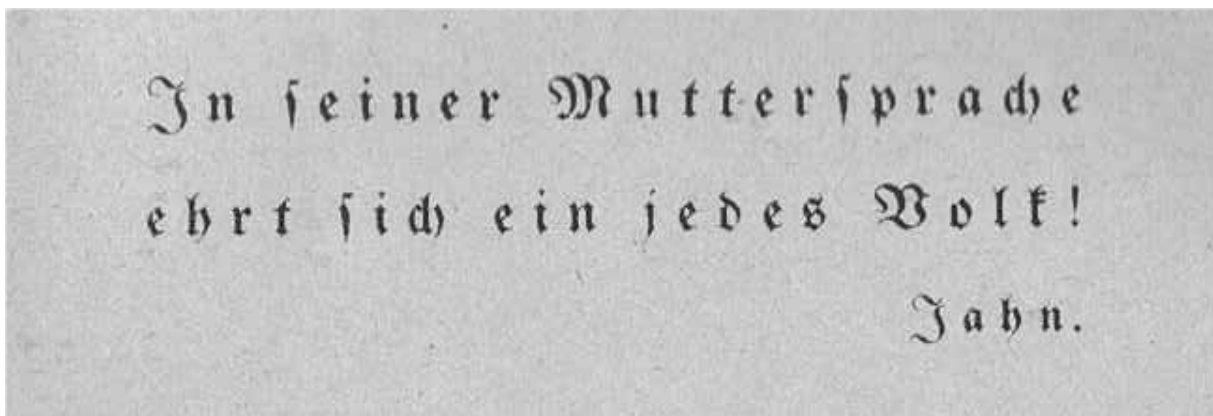 In ſeiner Mutterſprache
ehrt ſich ein jedes Volk!
Jahn.